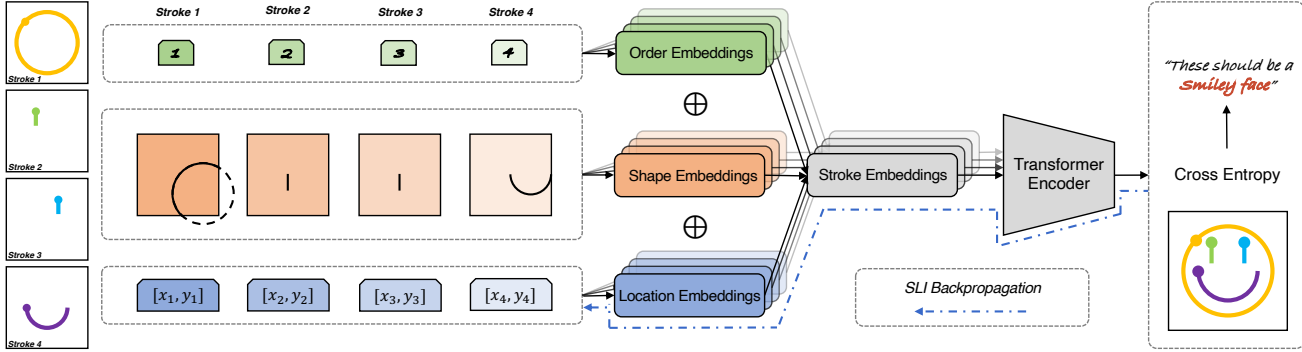 Stroke 1
Stroke 2
Stroke 3
Stroke 4
Stroke 1 Stroke 2 Stroke 3 Stroke 4
1 2 3 4
[x₁, y₁] [x₂, y₂] [x₃, y₃] [x₄, y₄]
Order Embeddings
⊕
Shape Embeddings
⊕
Location Embeddings
Stroke Embeddings
Transformer
Encoder
SLI Backpropagation
"These should be a
Smiley face"
Cross Entropy